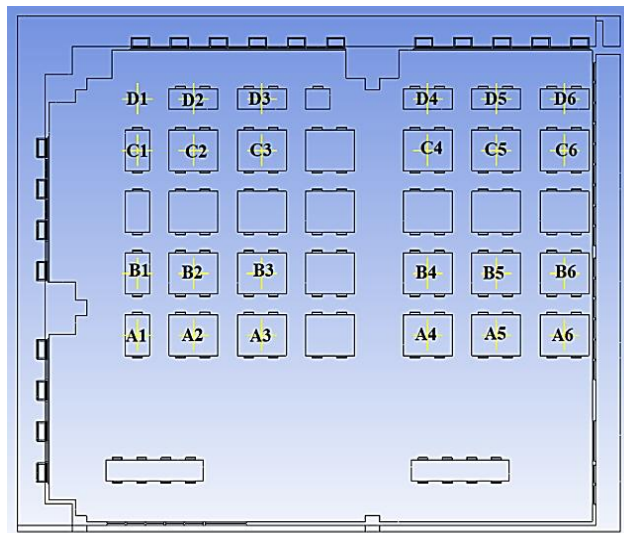 D1 D2 D3 D4 D5 D6
C1 C2 C3 C4 C5 C6
B1 B2 B3 B4 B5 B6
A1 A2 A3 A4 A5 A6